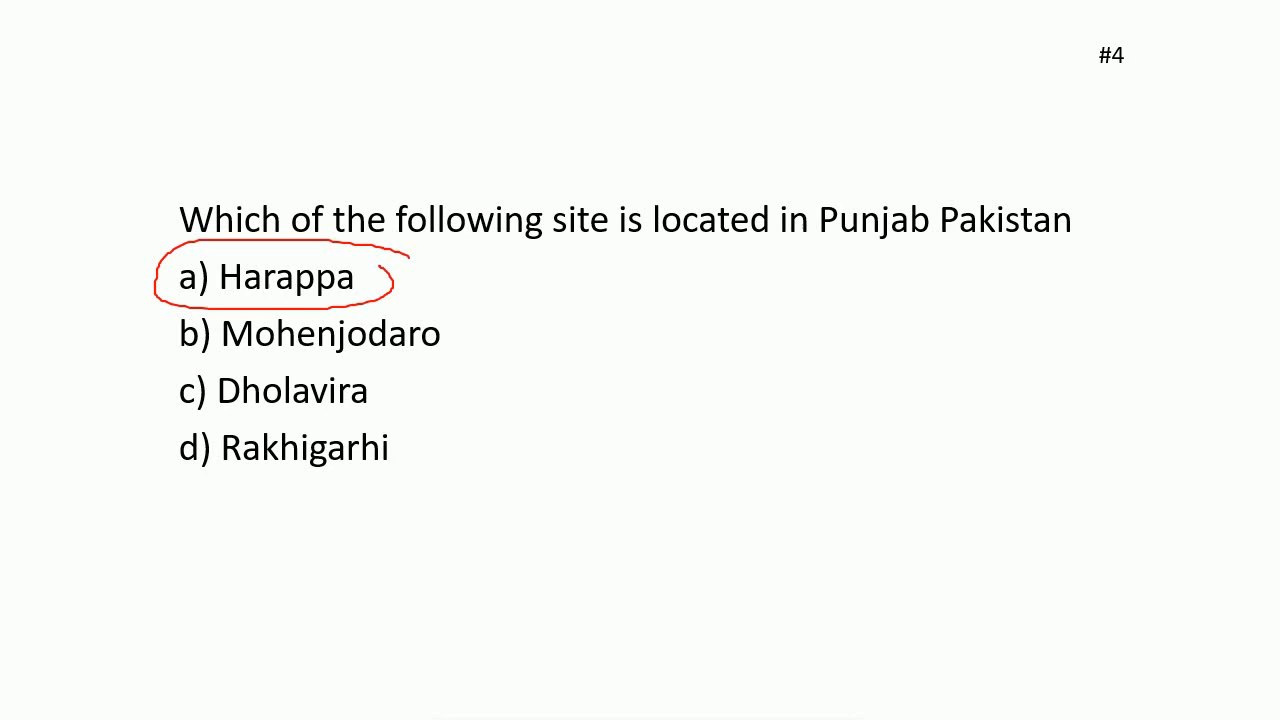 #4
Which of the following site is located in Punjab Pakistan
a) Harappa
b) Mohenjodaro
c) Dholavira
d) Rakhigarhi